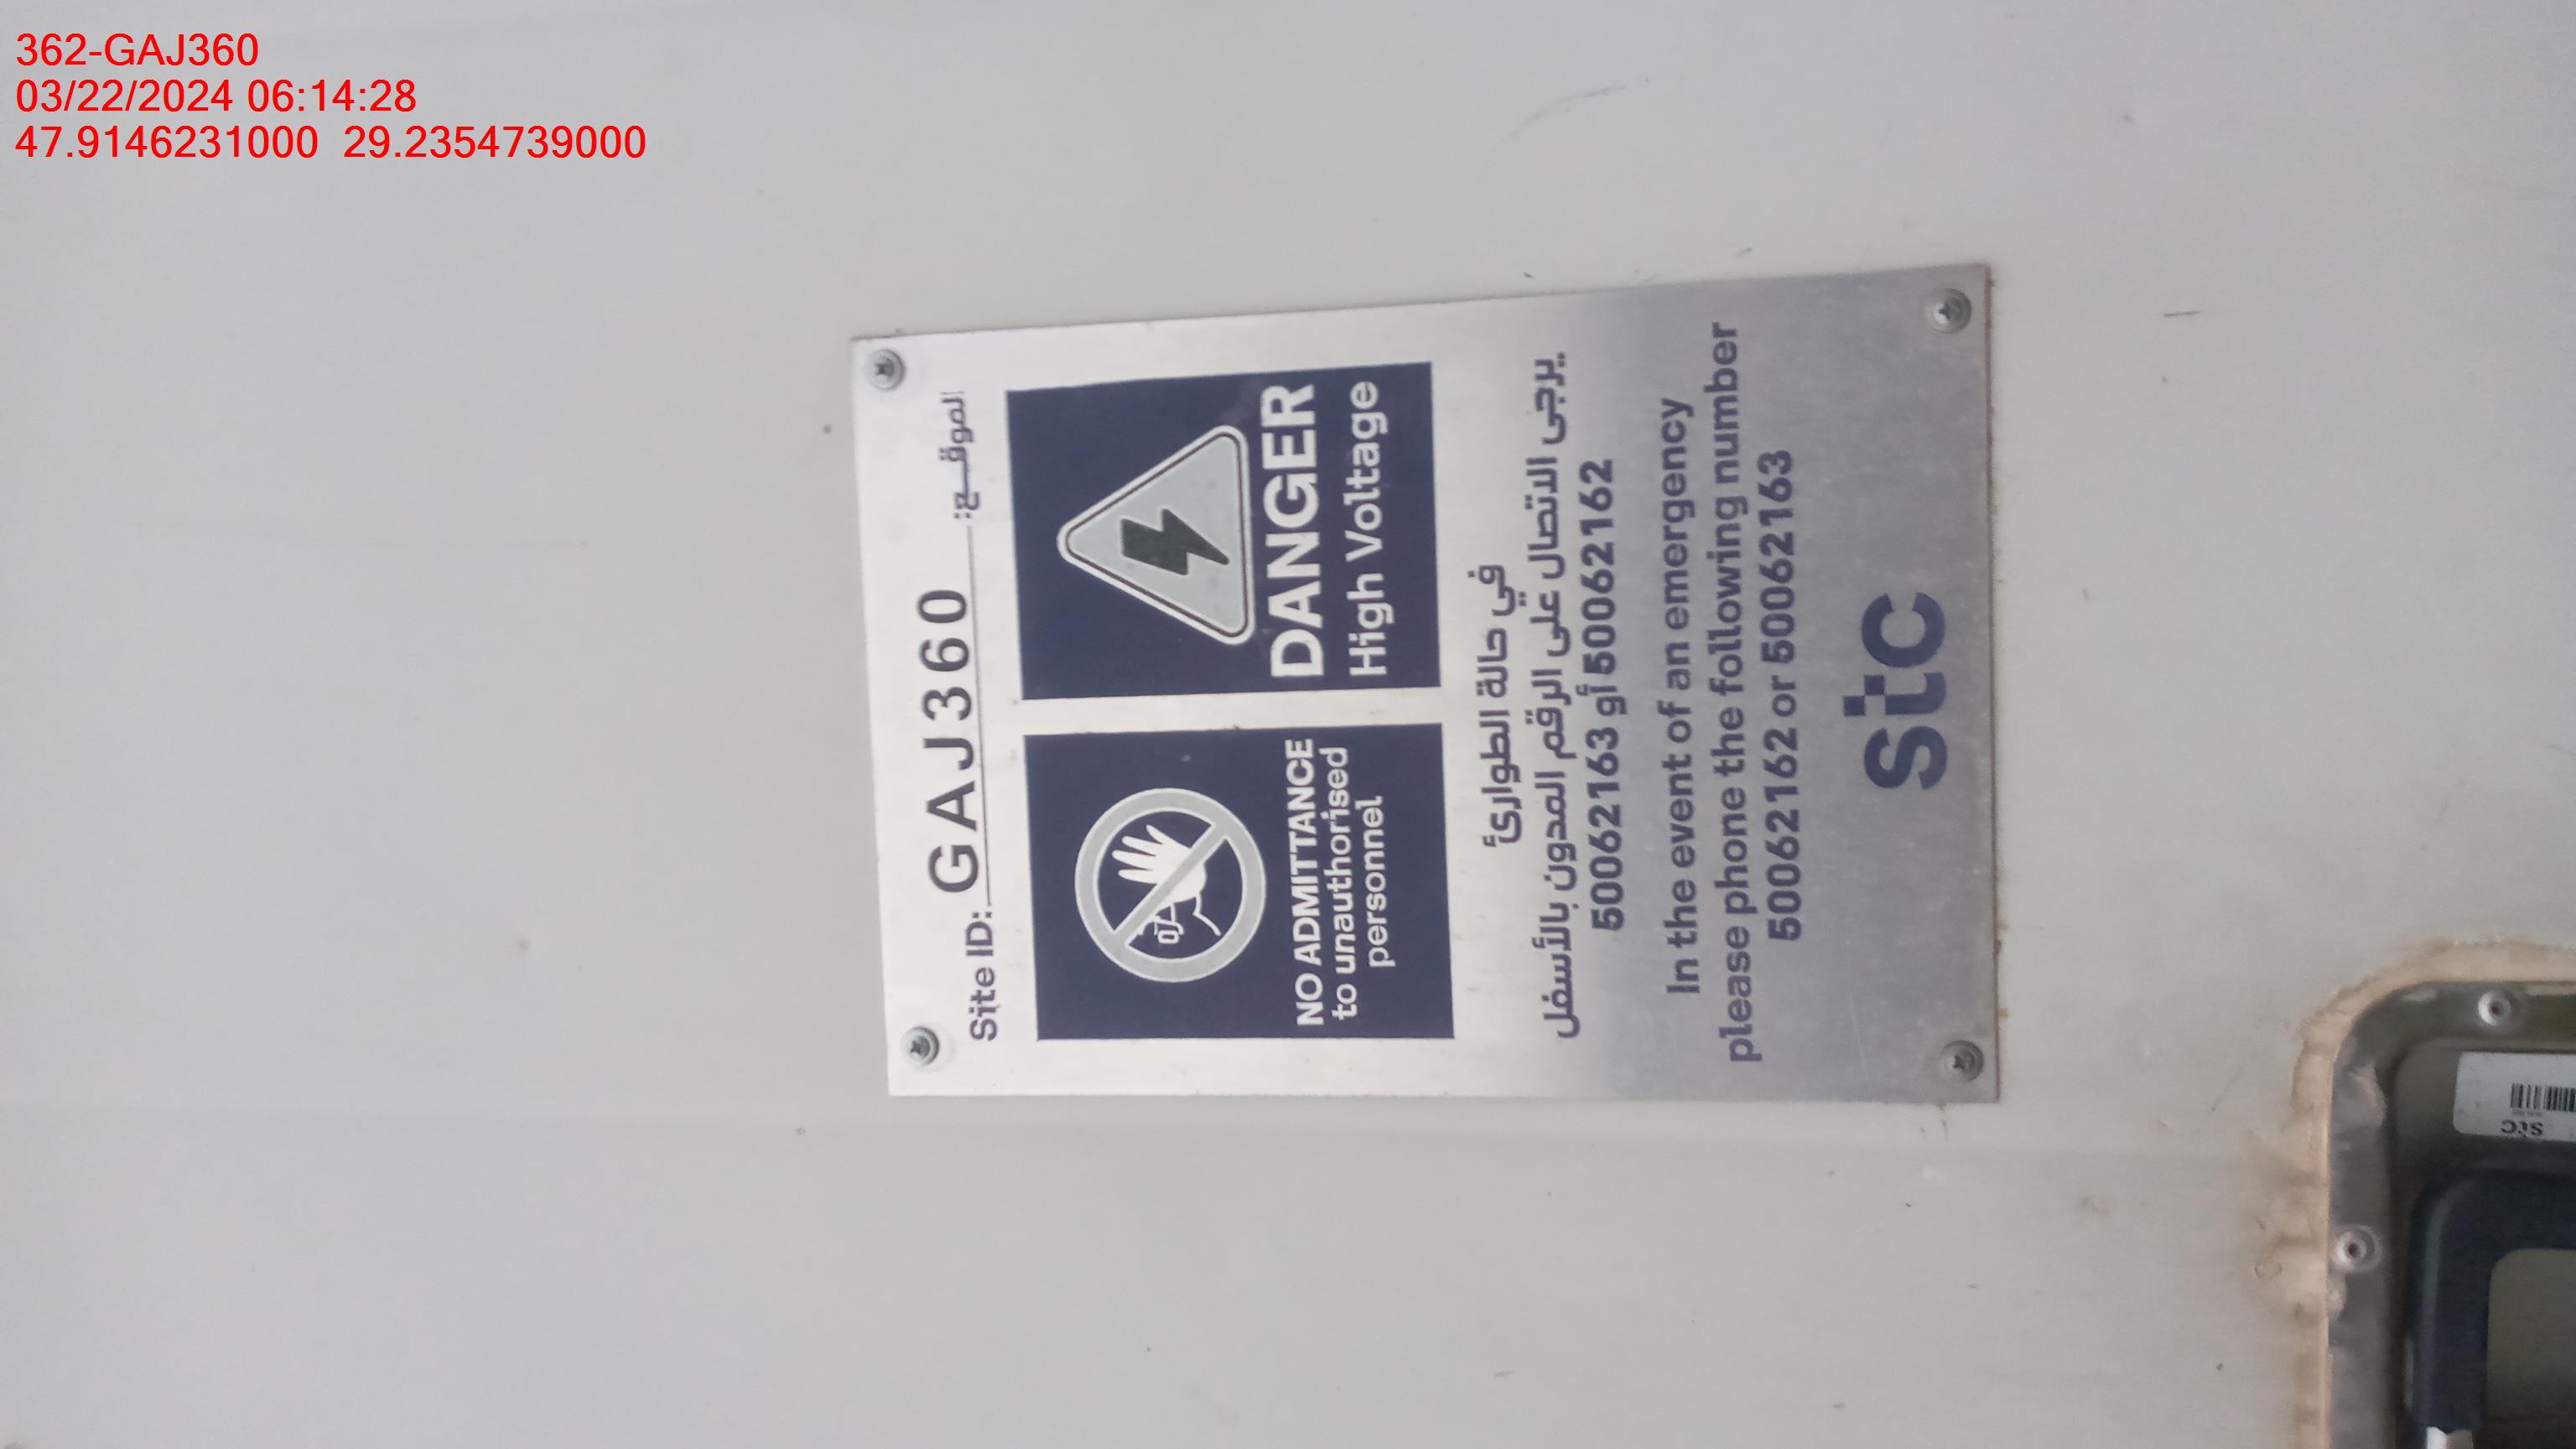 362-GAJ360
03/22/2024 06:14:28
47.9146231000 29.2354739000
Site ID: GAJ360 الموقـــع:
NO ADMITTANCE
to unauthorised
personnel
DANGER
High Voltage
في حالة الطوارئ
يرجى الاتصال على الرقم المدون بالأسفل
50062162 أو 50062163
In the event of an emergency
please phone the following number
50062162 or 50062163
stc
stc